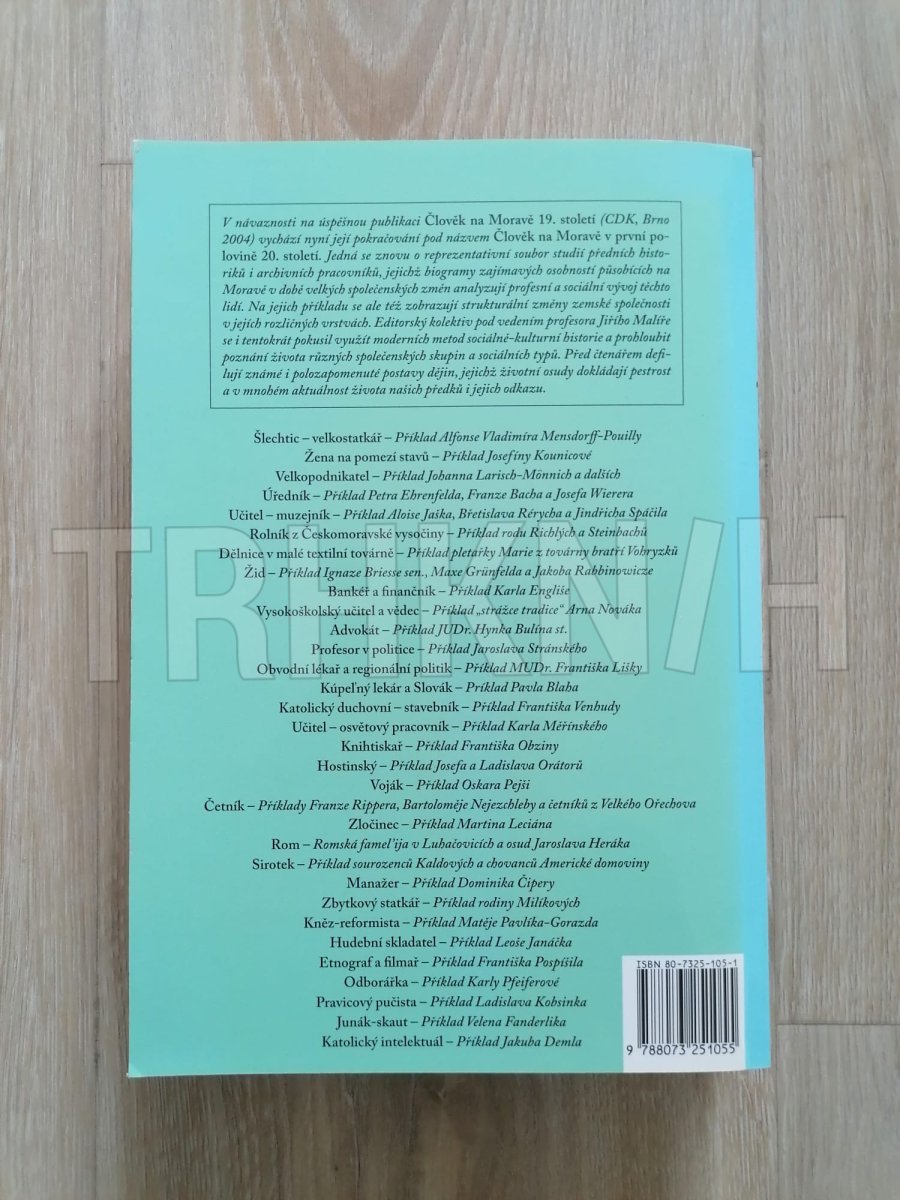 V návaznosti na úspěšnou publikaci Člověk na Moravě 19. století (CDK, Brno
2004) vychází nyní její pokračování pod názvem Člověk na Moravě v první po-
lovině 20. století. Jedná se znovu o reprezentativní soubor studií předních histo-
riků i archivních pracovníků, jejichž biogramy zajímavých osobností působících na
Moravě v době velkých společenských změn analyzují profesní a sociální vývoj těchto
lidí. Na jejich příkladu se ale též zobrazují strukturální změny zemské společnosti
v jejích rozličných vrstvách. Editorský kolektiv pod vedením profesora Jiřího Malíře
se i tentokrát pokusil využít moderních metod sociálně-kulturní historie a prohloubit
poznání života různých společenských skupin a sociálních typů. Před čtenářem defi-
lují známé i polozapomenuté postavy dějin, jejichž životní osudy dokládají pestrost
a v mnohém aktuálnost života našich předků i jejich odkazu.
Šlechtic – velkostatkář – Příklad Alfonse Vladimíra Mensdorff-Pouilly
Žena na pomezí stavů – Příklad Josefíny Kounicové
Velkopodnikatel – Příklad Johanna Larisch-Mönnich a dalších
Úředník – Příklad Petra Ehrenfelda, Franze Bacha a Josefa Wierera
Učitel – muzejník – Příklad Aloise Jaška, Břetislava Rérycha a Jindřicha Spáčila
Rolník z Českomoravské vysočiny – Příklad rodu Richlých a Steinbachů
Dělnice v malé textilní továrně – Příklad pletařky Marie z továrny bratří Vohryzků
Žid – Příklad Ignaze Briesse sen., Maxe Grünfelda a Jakoba Rabbinowicze
Bankéř a finančník – Příklad Karla Engliše
Vysokoškolský učitel a vědec – Příklad „strážce tradice“ Arna Nováka
Advokát – Příklad JUDr. Hynka Bulína st.
Profesor v politice – Příklad Jaroslava Stránského
Obvodní lékař a regionální politik – Příklad MUDr. Františka Lišky
Kúpeľný lekár a Slovák – Príklad Pavla Blaha
Katolický duchovní – stavebník – Příklad Františka Venhudy
Učitel – osvětový pracovník – Příklad Karla Měřínského
Knihtiskař – Příklad Františka Obziny
Hostinský – Příklad Josefa a Ladislava Orátorů
Voják – Příklad Oskara Pejši
Četník – Příklady Franze Rippera, Bartoloměje Nejezchleby a četníků z Velkého Ořechova
Zločinec – Příklad Martina Leciána
Rom – Romská famel'ija v Luhačovicích a osud Jaroslava Heráka
Sirotek – Příklad sourozenců Kaldových a chovanců Americké domoviny
Manažer – Příklad Dominika Čipery
Zbytkový statkář – Příklad rodiny Milíkových
Kněz-reformista – Příklad Matěje Pavlíka-Gorazda
Hudební skladatel – Příklad Leoše Janáčka
Etnograf a filmař – Příklad Františka Pospíšila
Odborářka – Příklad Karly Pfeiferové
Pravicový pučista – Příklad Ladislava Kobsinka
Junák-skaut – Příklad Velena Fanderlika
Katolický intelektuál – Příklad Jakuba Demla
ISBN 80-7325-105-1
9 788073 251055
TRHKNIH